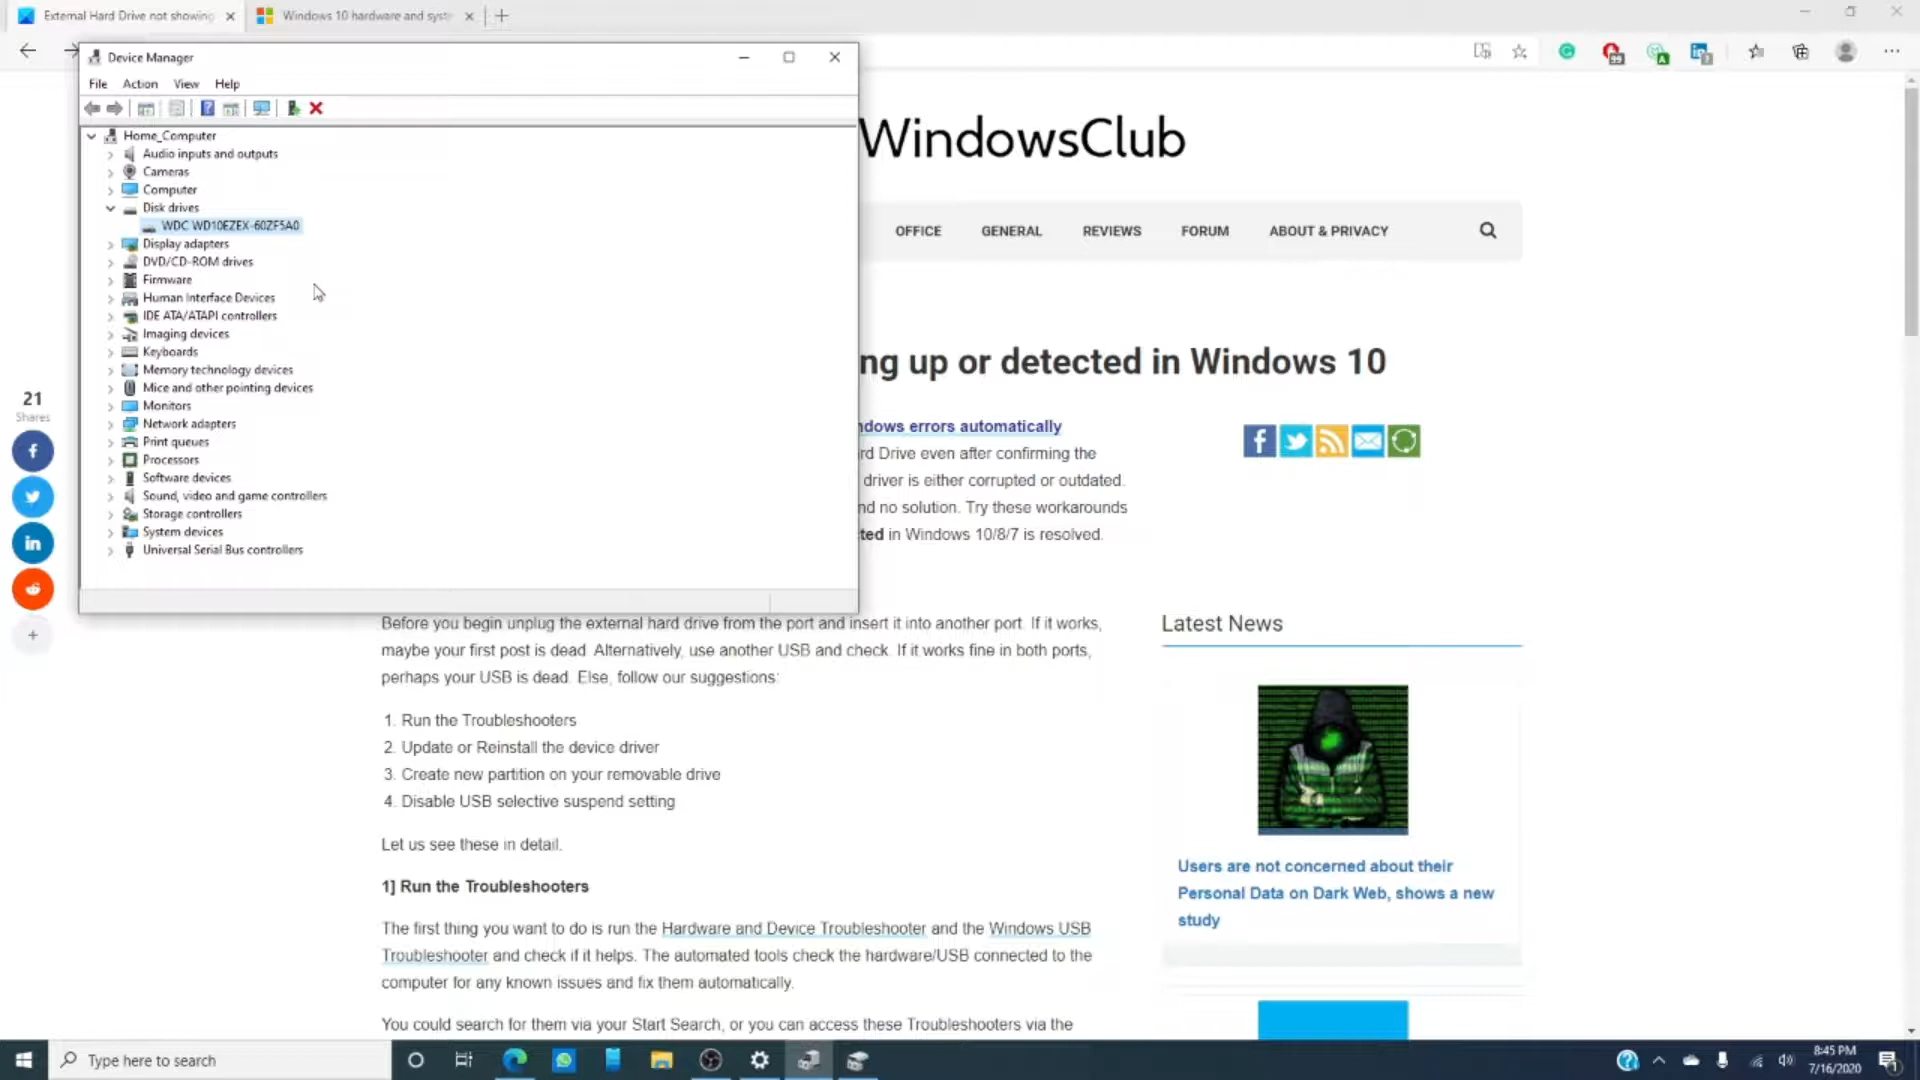 External Hard Drive not showing
Windows 10 hardware and syst
Device Manager
File Action View Help
Home_Computer
Audio inputs and outputs
Cameras
Computer
Disk drives
WDC WD10EZEX-60ZF5A0
Display adapters
DVD/CD-ROM drives
Firmware
Human Interface Devices
IDE ATA/ATAPI controllers
Imaging devices
Keyboards
Memory technology devices
Mice and other pointing devices
Monitors
Network adapters
Print queues
Processors
Software devices
Sound, video and game controllers
Storage controllers
System devices
Universal Serial Bus controllers
99
A
WindowsClub
OFFICE GENERAL REVIEWS FORUM ABOUT & PRIVACY
ng up or detected in Windows 10
ndows errors automatically
rd Drive even after confirming the
driver is either corrupted or outdated.
nd no solution. Try these workarounds
ted in Windows 10/8/7 is resolved.
21
Shares
Before you begin unplug the external hard drive from the port and insert it into another port. If it works,
maybe your first post is dead. Alternatively, use another USB and check. If it works fine in both ports,
perhaps your USB is dead. Else, follow our suggestions:
1. Run the Troubleshooters
2. Update or Reinstall the device driver
3. Create new partition on your removable drive
4. Disable USB selective suspend setting
Let us see these in detail.
1] Run the Troubleshooters
The first thing you want to do is run the Hardware and Device Troubleshooter and the Windows USB
Troubleshooter and check if it helps. The automated tools check the hardware/USB connected to the
computer for any known issues and fix them automatically.
You could search for them via your Start Search, or you can access these Troubleshooters via the
Latest News
Users are not concerned about their
Personal Data on Dark Web, shows a new
study
Type here to search
8:45 PM
7/16/2020